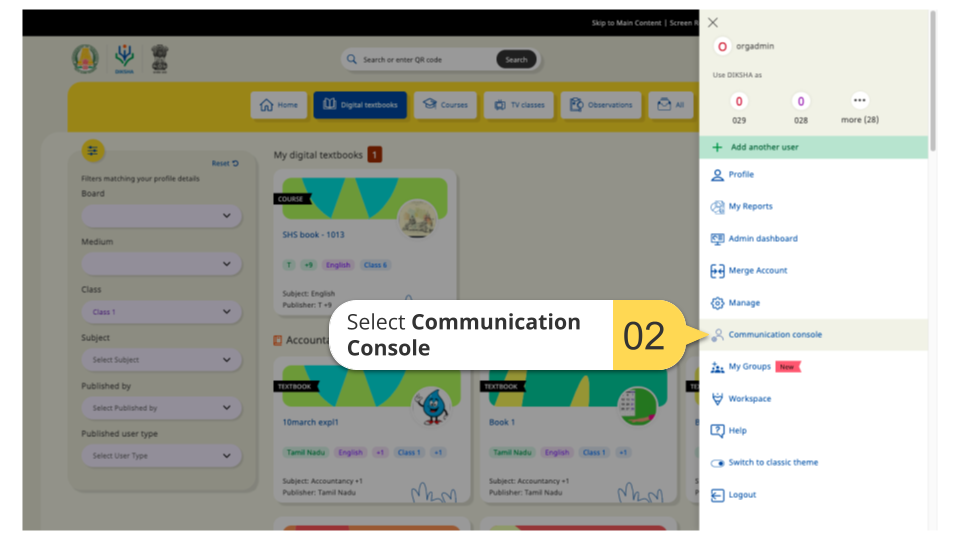 Skip to Main Content | Screen R
DIKSHA
Search or enter QR code
Search
Home
Digital textbooks
Courses
TV classes
Observations
All
Reset
Filters matching your profile details
Board
Medium
Class
Class 1
Subject
Select Subject
Published by
Select Published by
Published user type
Select User Type
My digital textbooks 1
COURSE
SHS book - 1013
T +9 English Class 6
Subject: English
Publisher: T +9
Accounta
TEXTBOOK
10march expl1
Tamil Nadu English +1 Class 1 +1
Subject: Accountancy +1
Publisher: Tamil Nadu
TEXTBOOK
Book 1
Tamil Nadu English Class 1 +1
Subject: Accountancy +1
Publisher: Tamil Nadu
TE
B
S
P
Select Communication
Console
02
O orgadmin
Use DIKSHA as
0 0
029 028 more (28)
+ Add another user
Profile
My Reports
Admin dashboard
Merge Account
Manage
Communication console
My Groups New
Workspace
Help
Switch to classic theme
Logout